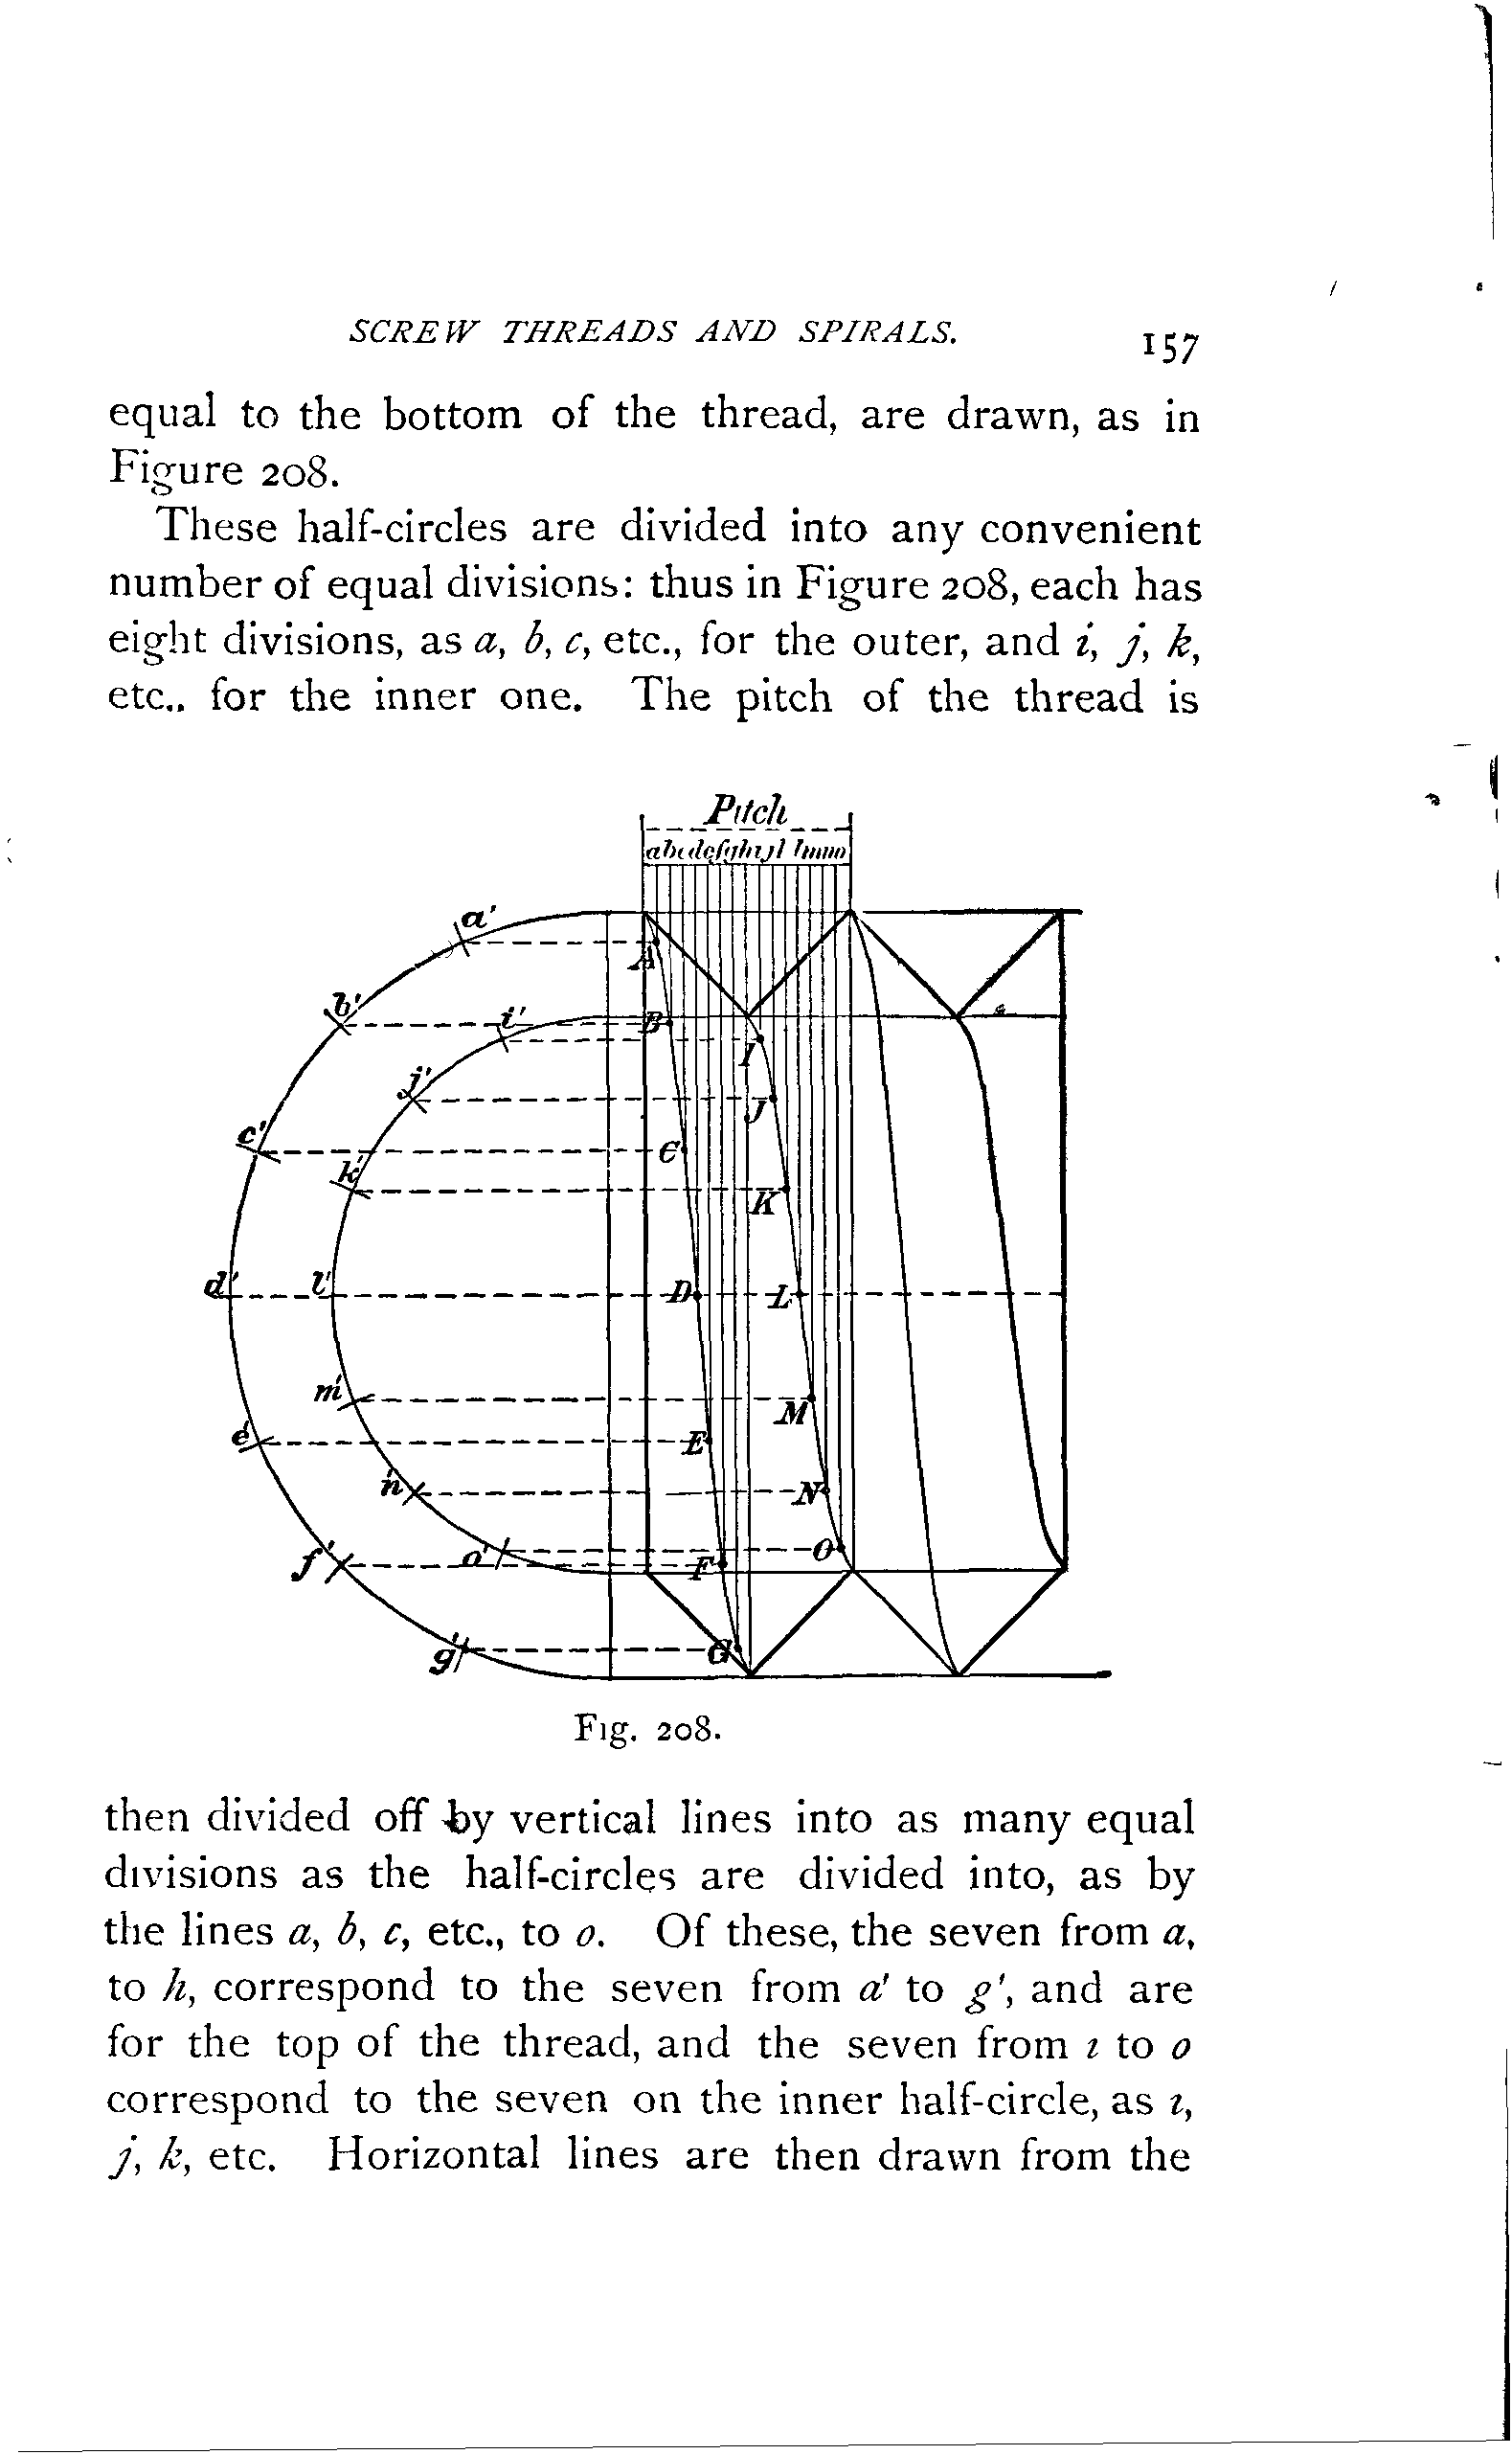 SCREW THREADS AND SPIRALS. 157
equal to the bottom of the thread, are drawn, as in
Figure 208.
These half-circles are divided into any convenient
number of equal divisions: thus in Figure 208, each has
eight divisions, as a, b, c, etc., for the outer, and i, j, k,
etc.. for the inner one. The pitch of the thread is
Pitch
a'
A
b'
i'
B
I
j'
J
c'
C
k'
K
d'
l'
D
L
m'
M
e'
E
n'
N
f'
o'
F
O
g'
G
Fig. 208.
then divided off by vertical lines into as many equal
divisions as the half-circles are divided into, as by
the lines a, b, c, etc., to o. Of these, the seven from a,
to h, correspond to the seven from a' to g', and are
for the top of the thread, and the seven from i to o
correspond to the seven on the inner half-circle, as i,
j, k, etc. Horizontal lines are then drawn from the